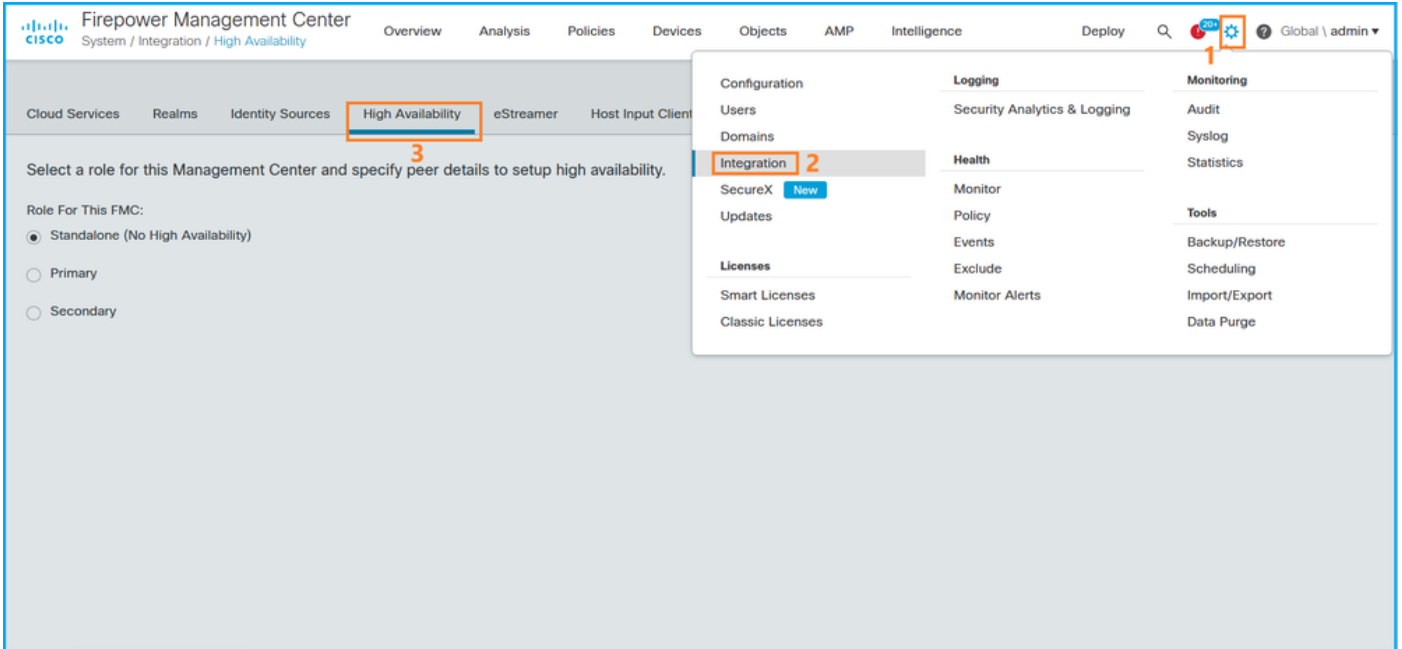 Firepower Management Center
CISCO System / Integration / High Availability
Overview Analysis Policies Devices Objects AMP Intelligence Deploy 20+ Global \ admin
1
Cloud Services Realms Identity Sources High Availability eStreamer Host Input Client
3
Select a role for this Management Center and specify peer details to setup high availability.
Role For This FMC:
Standalone (No High Availability)
Primary
Secondary
Configuration
Users
Domains
Integration 2
SecureX New
Updates
Licenses
Smart Licenses
Classic Licenses
Logging
Security Analytics & Logging
Health
Monitor
Policy
Events
Exclude
Monitor Alerts
Monitoring
Audit
Syslog
Statistics
Tools
Backup/Restore
Scheduling
Import/Export
Data Purge